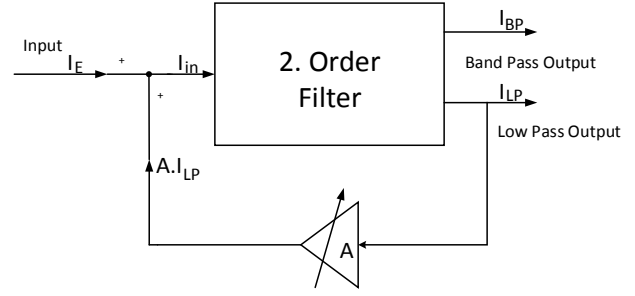 Input
I_E
+
I_in
+
2. Order
Filter
I_BP
Band Pass Output
I_LP
Low Pass Output
A.I_LP
A